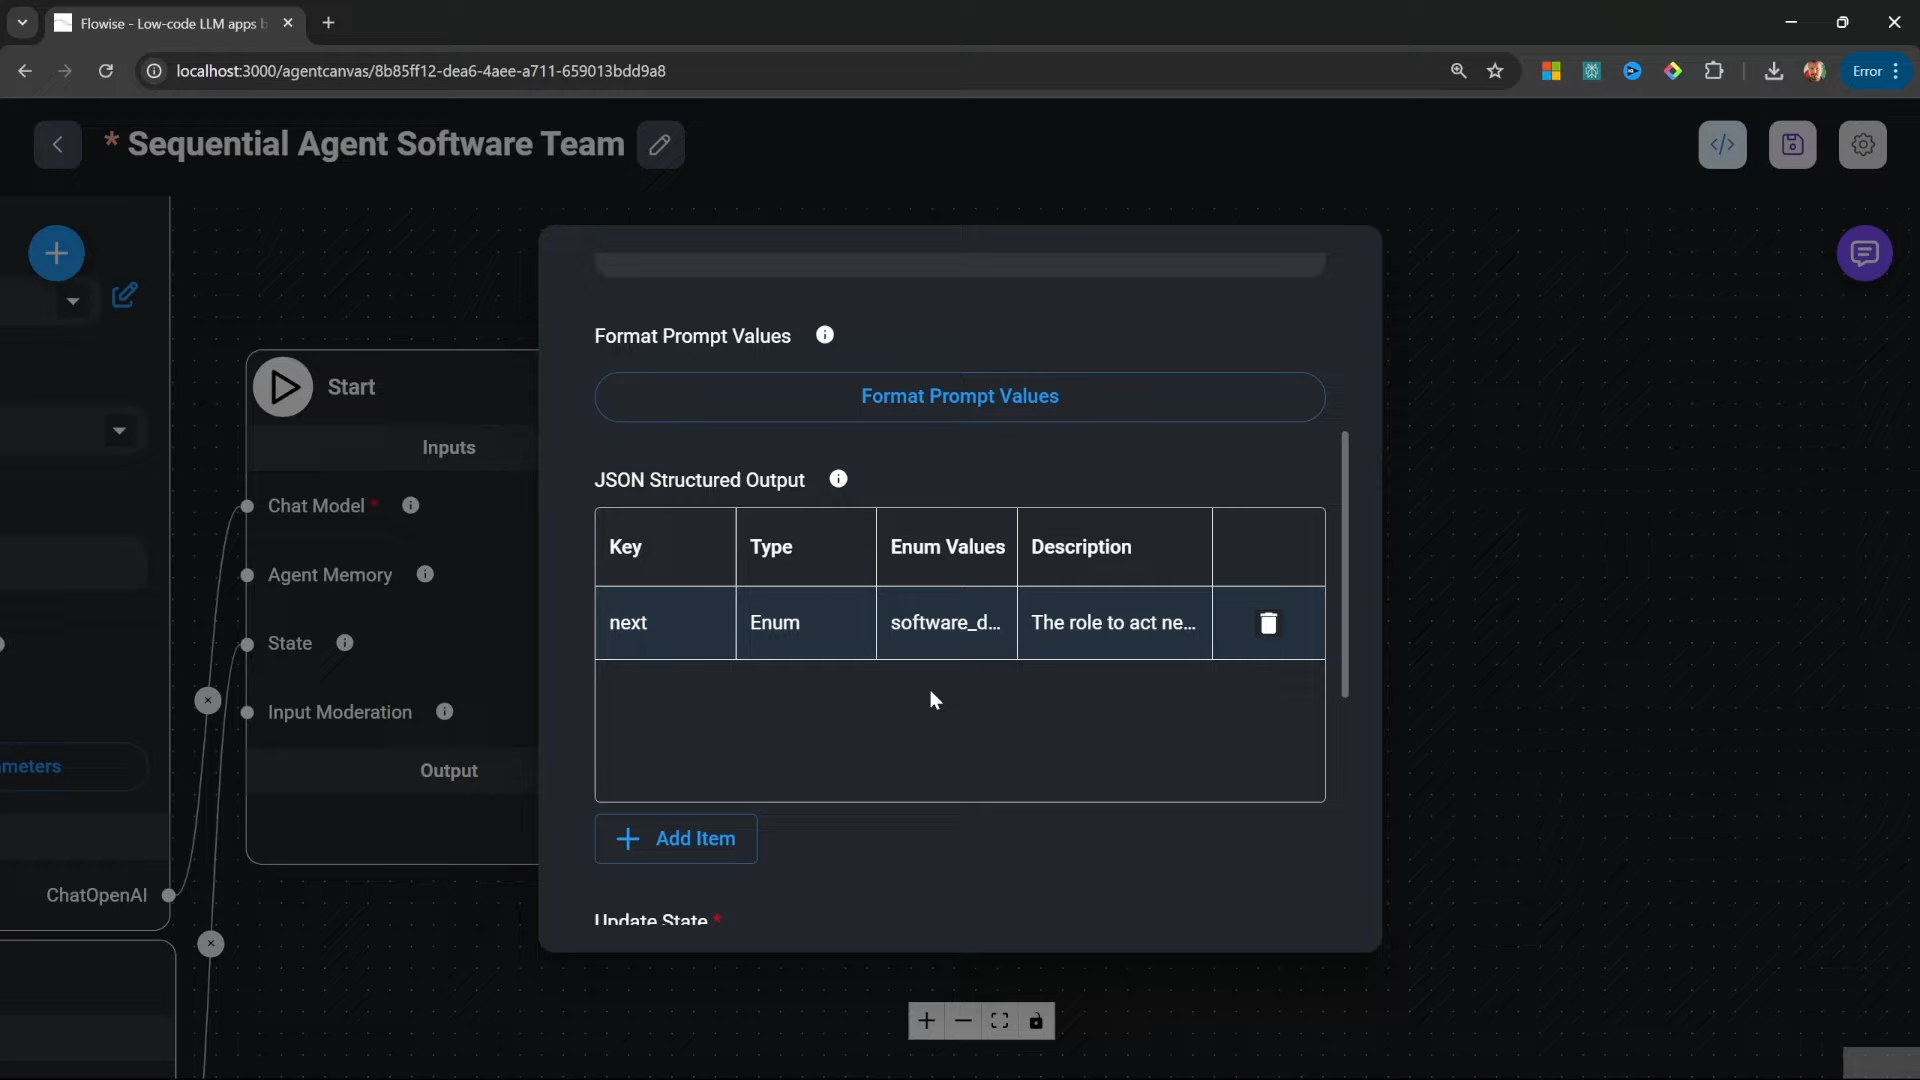 Flowise - Low-code LLM apps b
localhost:3000/agentcanvas/8b85ff12-dea6-4aee-a711-659013bdd9a8
Error
* Sequential Agent Software Team
Start
Inputs
Chat Model *
Agent Memory
State
Input Moderation
Output
meters
ChatOpenAI
Format Prompt Values
Format Prompt Values
JSON Structured Output
Key Type Enum Values Description
next Enum software_d... The role to act ne...
+ Add Item
Update State *